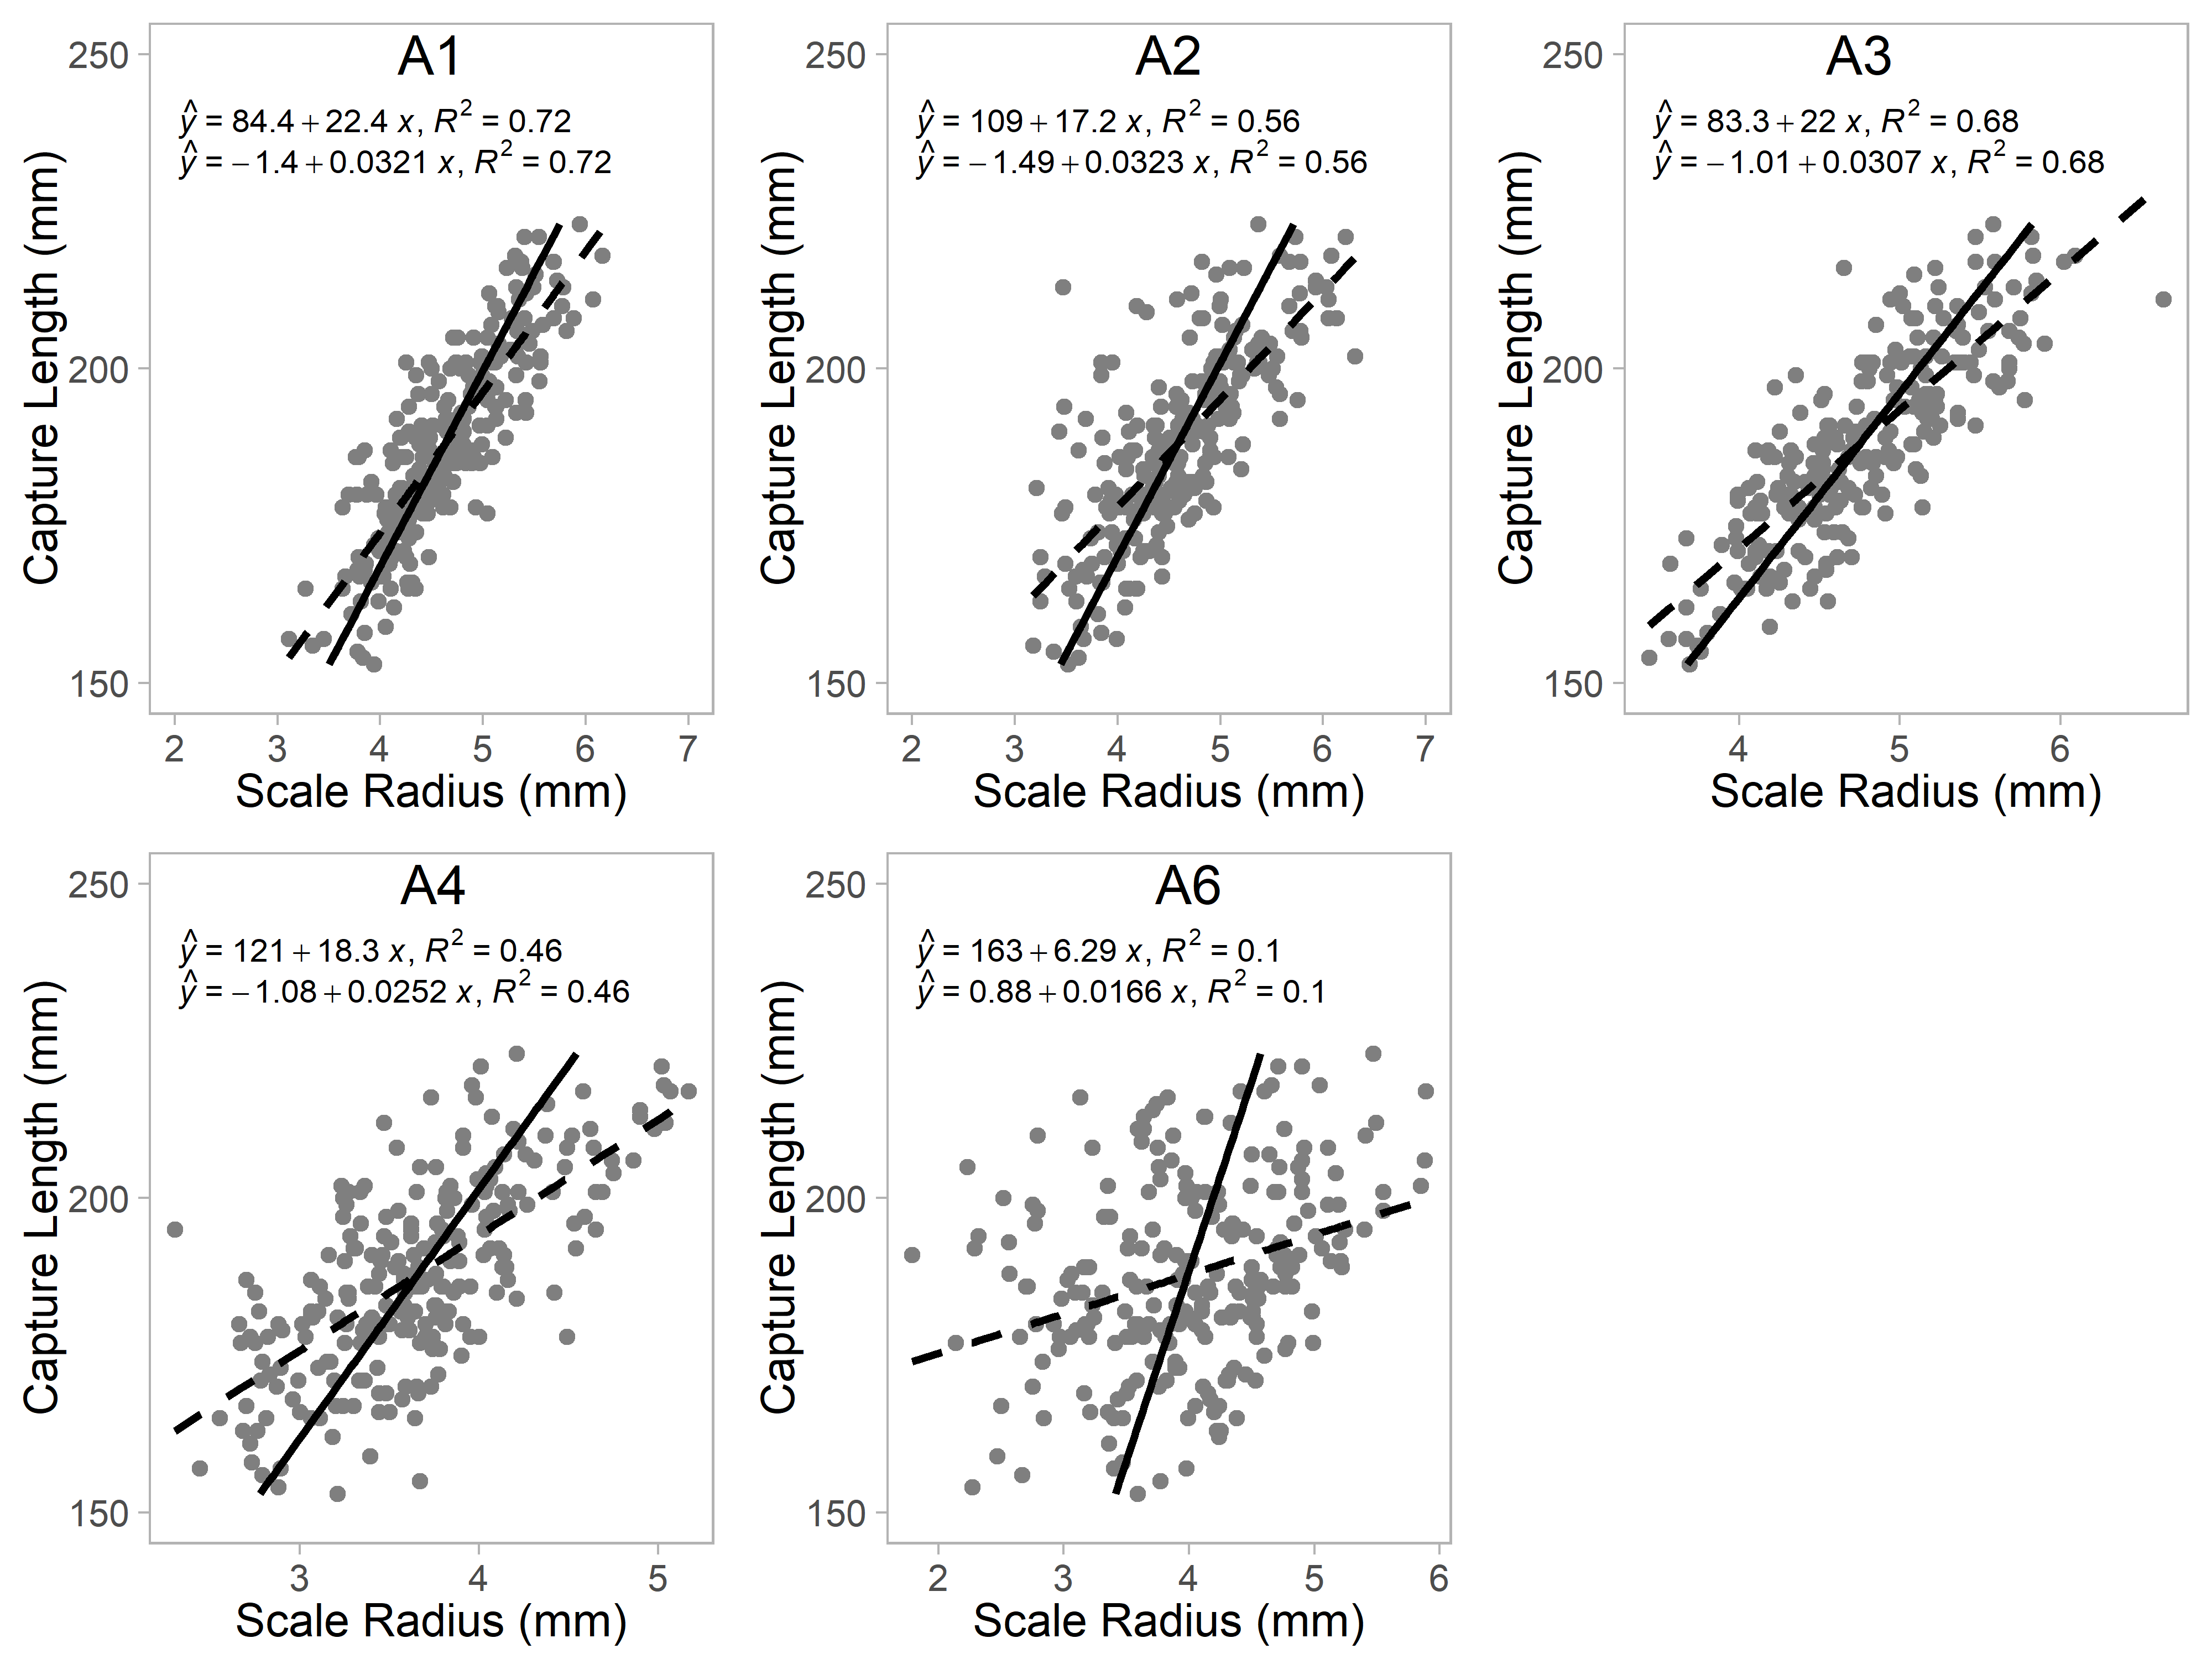 A1
ŷ = 84.4 + 22.4 x, R² = 0.72
ŷ = −1.4 + 0.0321 x, R² = 0.72
250
200
150
Capture Length (mm)
2 3 4 5 6 7
Scale Radius (mm)
A2
ŷ = 109 + 17.2 x, R² = 0.56
ŷ = −1.49 + 0.0323 x, R² = 0.56
250
200
150
Capture Length (mm)
2 3 4 5 6 7
Scale Radius (mm)
A3
ŷ = 83.3 + 22 x, R² = 0.68
ŷ = −1.01 + 0.0307 x, R² = 0.68
250
200
150
Capture Length (mm)
4 5 6
Scale Radius (mm)
A4
ŷ = 121 + 18.3 x, R² = 0.46
ŷ = −1.08 + 0.0252 x, R² = 0.46
250
200
150
Capture Length (mm)
3 4 5
Scale Radius (mm)
A6
ŷ = 163 + 6.29 x, R² = 0.1
ŷ = 0.88 + 0.0166 x, R² = 0.1
250
200
150
Capture Length (mm)
2 3 4 5 6
Scale Radius (mm)